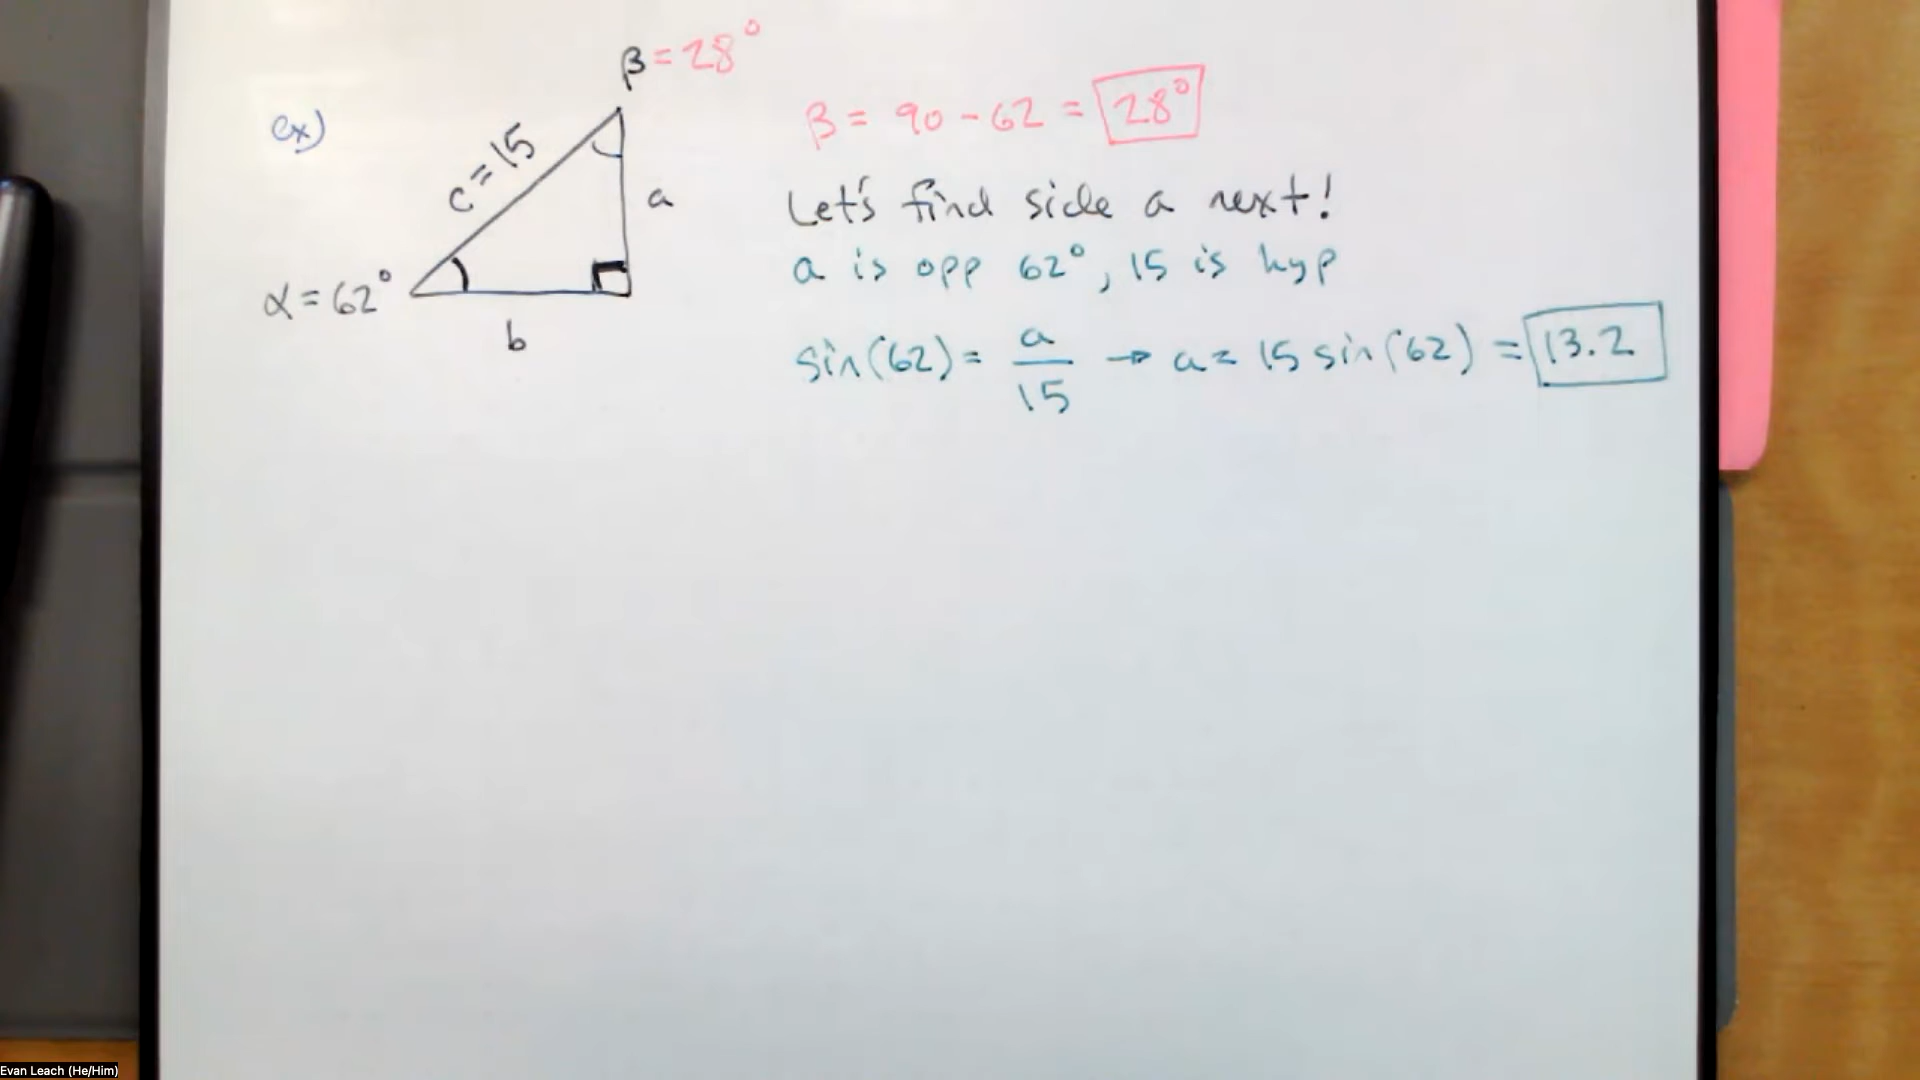 β = 28°
ex)
c = 15
a
α = 62°
b
β = 90 - 62 = 28°
Let's find side a next!
a is opp 62°, 15 is hyp
sin(62) = a/15 → a = 15 sin(62) = 13.2
Evan Leach (He/Him)